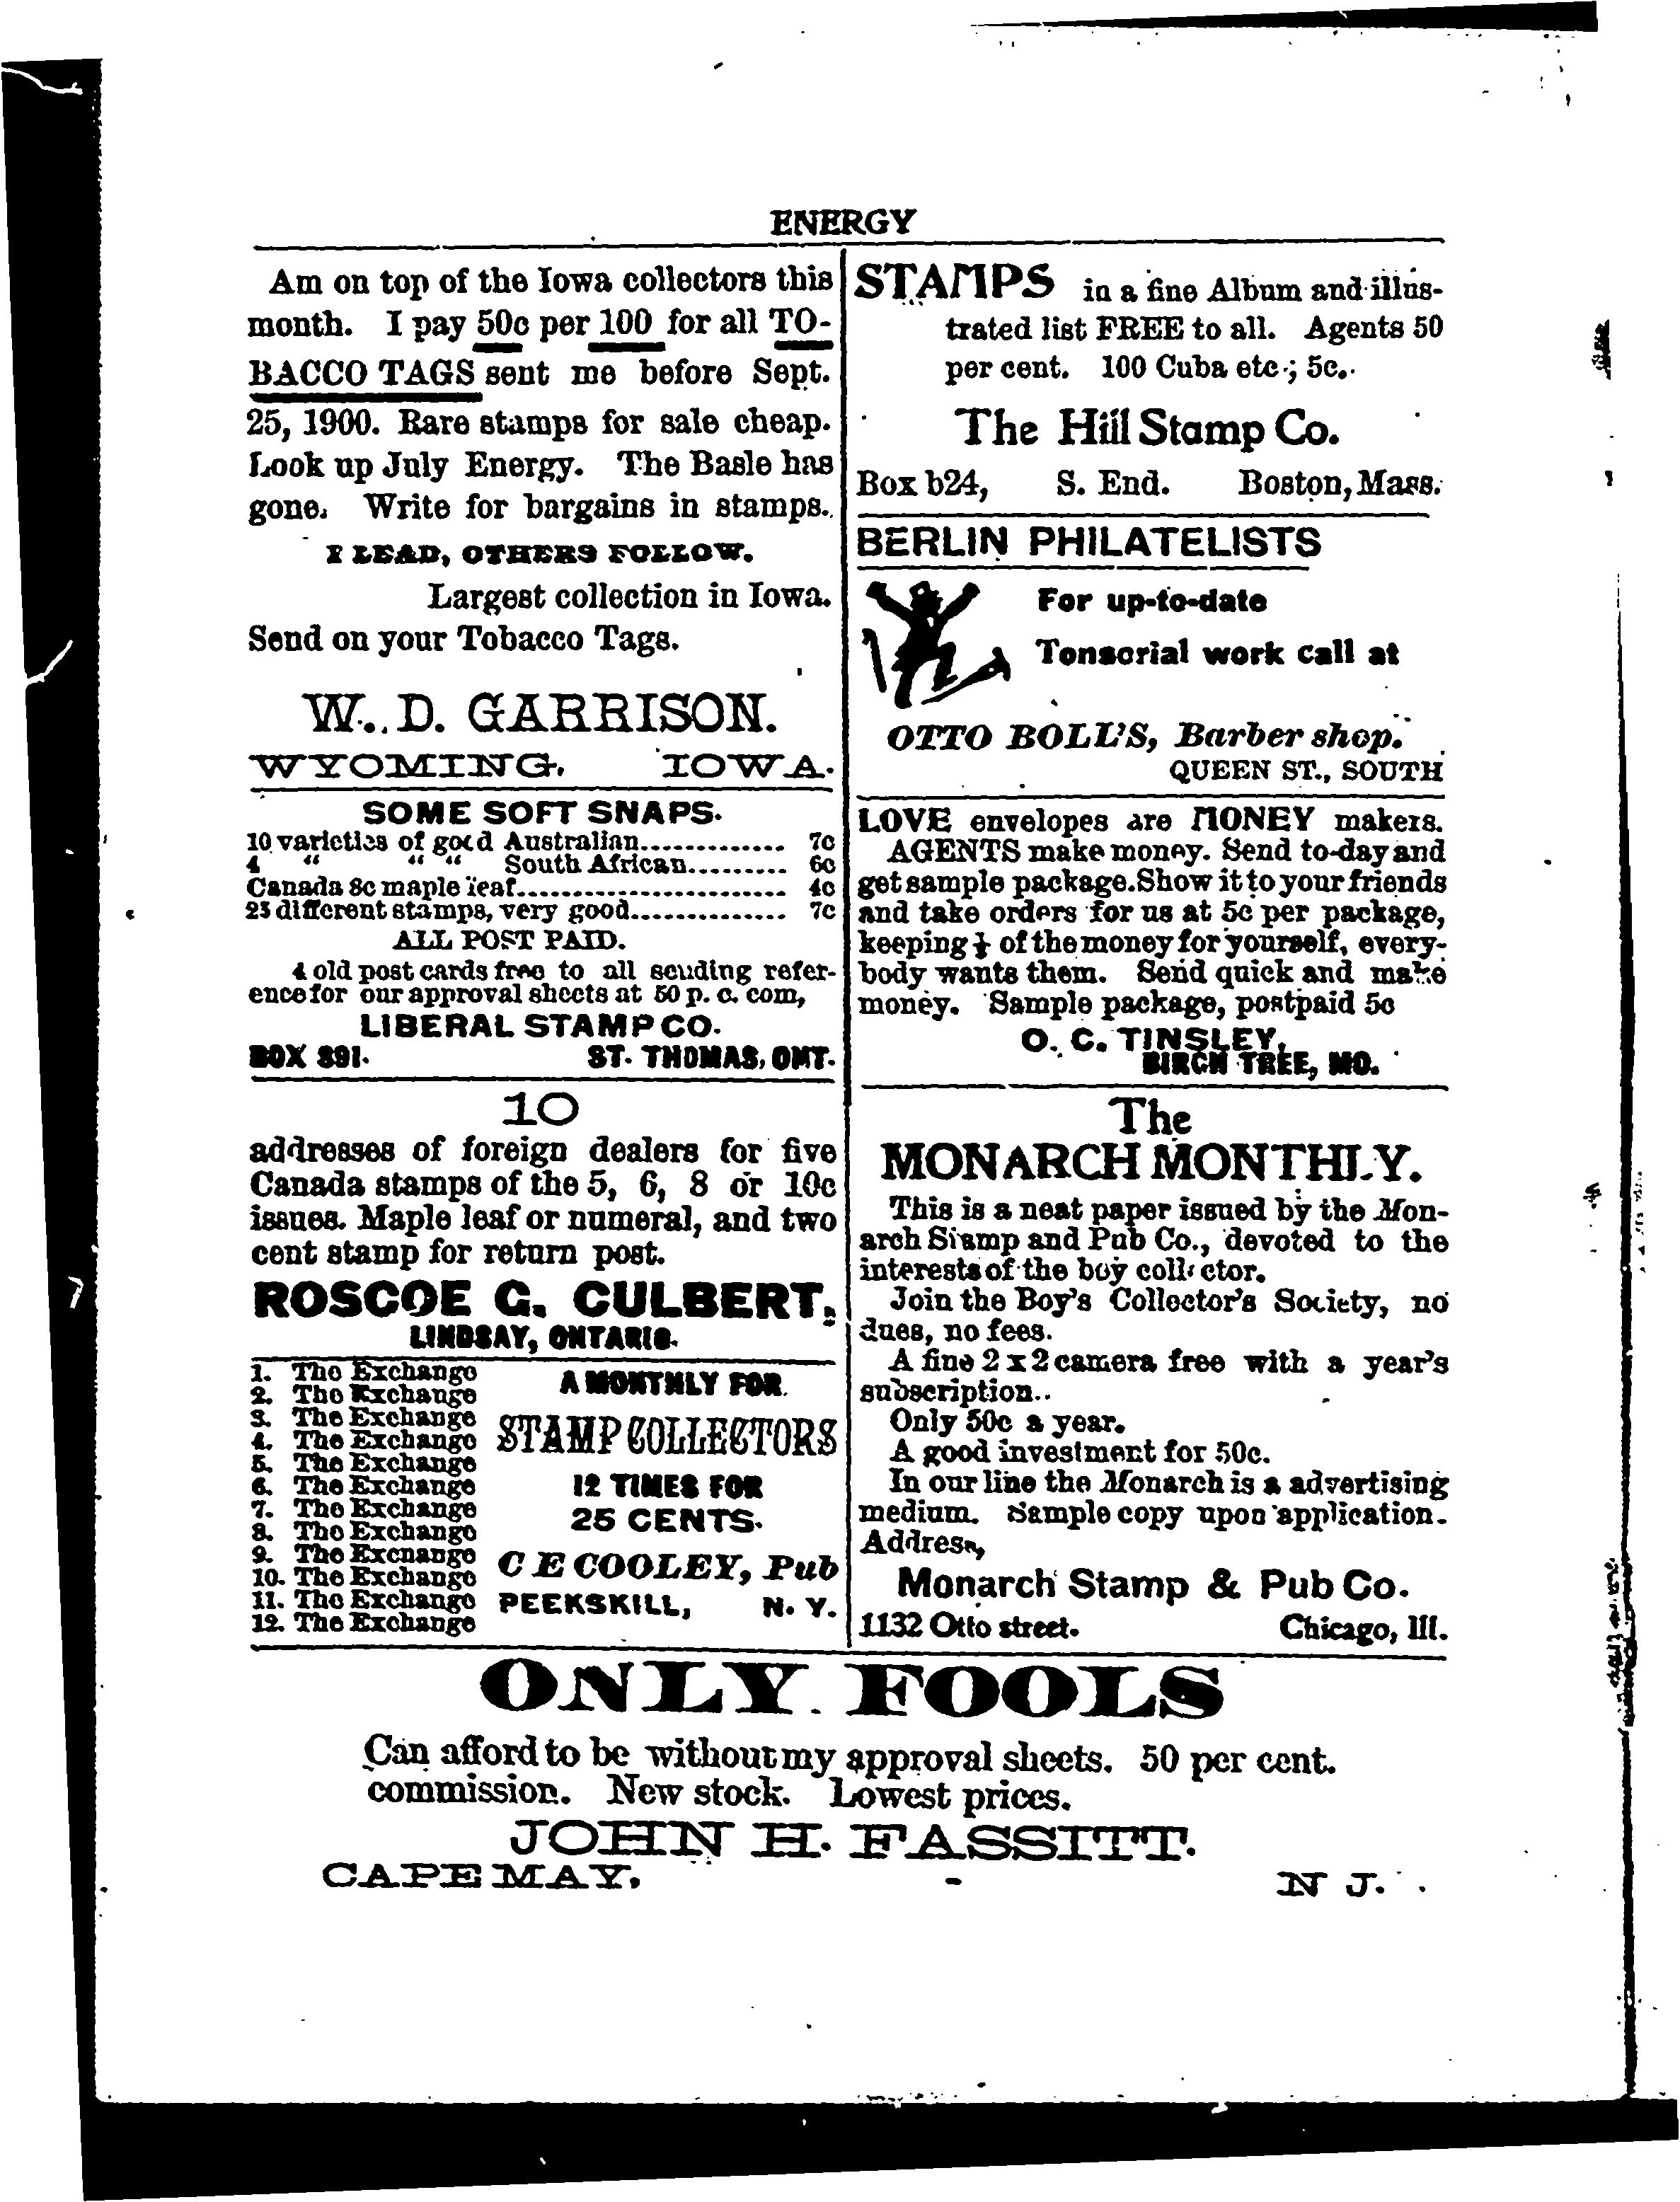 ENERGY
Am on top of the Iowa collectors this
month. I pay 50c per 100 for all TO-
BACCO TAGS sent me before Sept.
25, 1900. Rare stamps for sale cheap.
Look up July Energy. The Basle has
gone. Write for bargains in stamps.
I LEAD, OTHERS FOLLOW.
Largest collection in Iowa.
Send on your Tobacco Tags.
W. D. GARRISON.
WYOMING, IOWA.
SOME SOFT SNAPS.
10 varieties of good Australian.............. 7c
4 " " " South African.......... 6c
Canada 8c maple leaf.......................... 4c
25 different stamps, very good............... 7c
ALL POST PAID.
4 old post cards free to all sending refer-
ence for our approval sheets at 50 p. c. com,
LIBERAL STAMP CO.
BOX 391. ST. THOMAS, ONT.
10
addresses of foreign dealers for five
Canada stamps of the 5, 6, 8 or 10c
issues. Maple leaf or numeral, and two
cent stamp for return post.
ROSCOE G. CULBERT,
LINDSAY, ONTARIO.
1. The Exchange
2. The Exchange
3. The Exchange
4. The Exchange
5. The Exchange
6. The Exchange
7. The Exchange
8. The Exchange
9. The Excnange
10. The Exchange
11. The Exchange
12. The Exchange
A MONTHLY FOR
STAMP COLLECTORS
12 TIMES FOR
25 CENTS.
C E COOLEY, Pub
PEEKSKILL, N. Y.
STAMPS in a fine Album and illus-
trated list FREE to all. Agents 50
per cent. 100 Cuba etc.; 5c.
The Hill Stamp Co.
Box b24, S. End. Boston, Mass.
BERLIN PHILATELISTS
For up-to-date
Tonsorial work call at
OTTO BOLL'S, Barber shop.
QUEEN ST., SOUTH
LOVE envelopes are MONEY makers.
AGENTS make money. Send to-day and
get sample package. Show it to your friends
and take orders for us at 5c per package,
keeping ½ of the money for yourself, every-
body wants them. Send quick and make
money. Sample package, postpaid 5c
O. C. TINSLEY,
BIRCH TREE, MO.
The
MONARCH MONTHLY.
This is a neat paper issued by the Mon-
arch Stamp and Pub Co., devoted to the
interests of the boy collector.
Join the Boy's Collector's Society, no
dues, no fees.
A fine 2 x 2 camera free with a year's
subscription..
Only 50c a year.
A good investment for 50c.
In our line the Monarch is a advertising
medium. Sample copy upon application.
Address,
Monarch Stamp & Pub Co.
1132 Otto street. Chicago, Ill.
ONLY FOOLS
Can afford to be without my approval sheets. 50 per cent.
commission. New stock. Lowest prices.
JOHN H. FASSITT.
CAPE MAY, - N J.